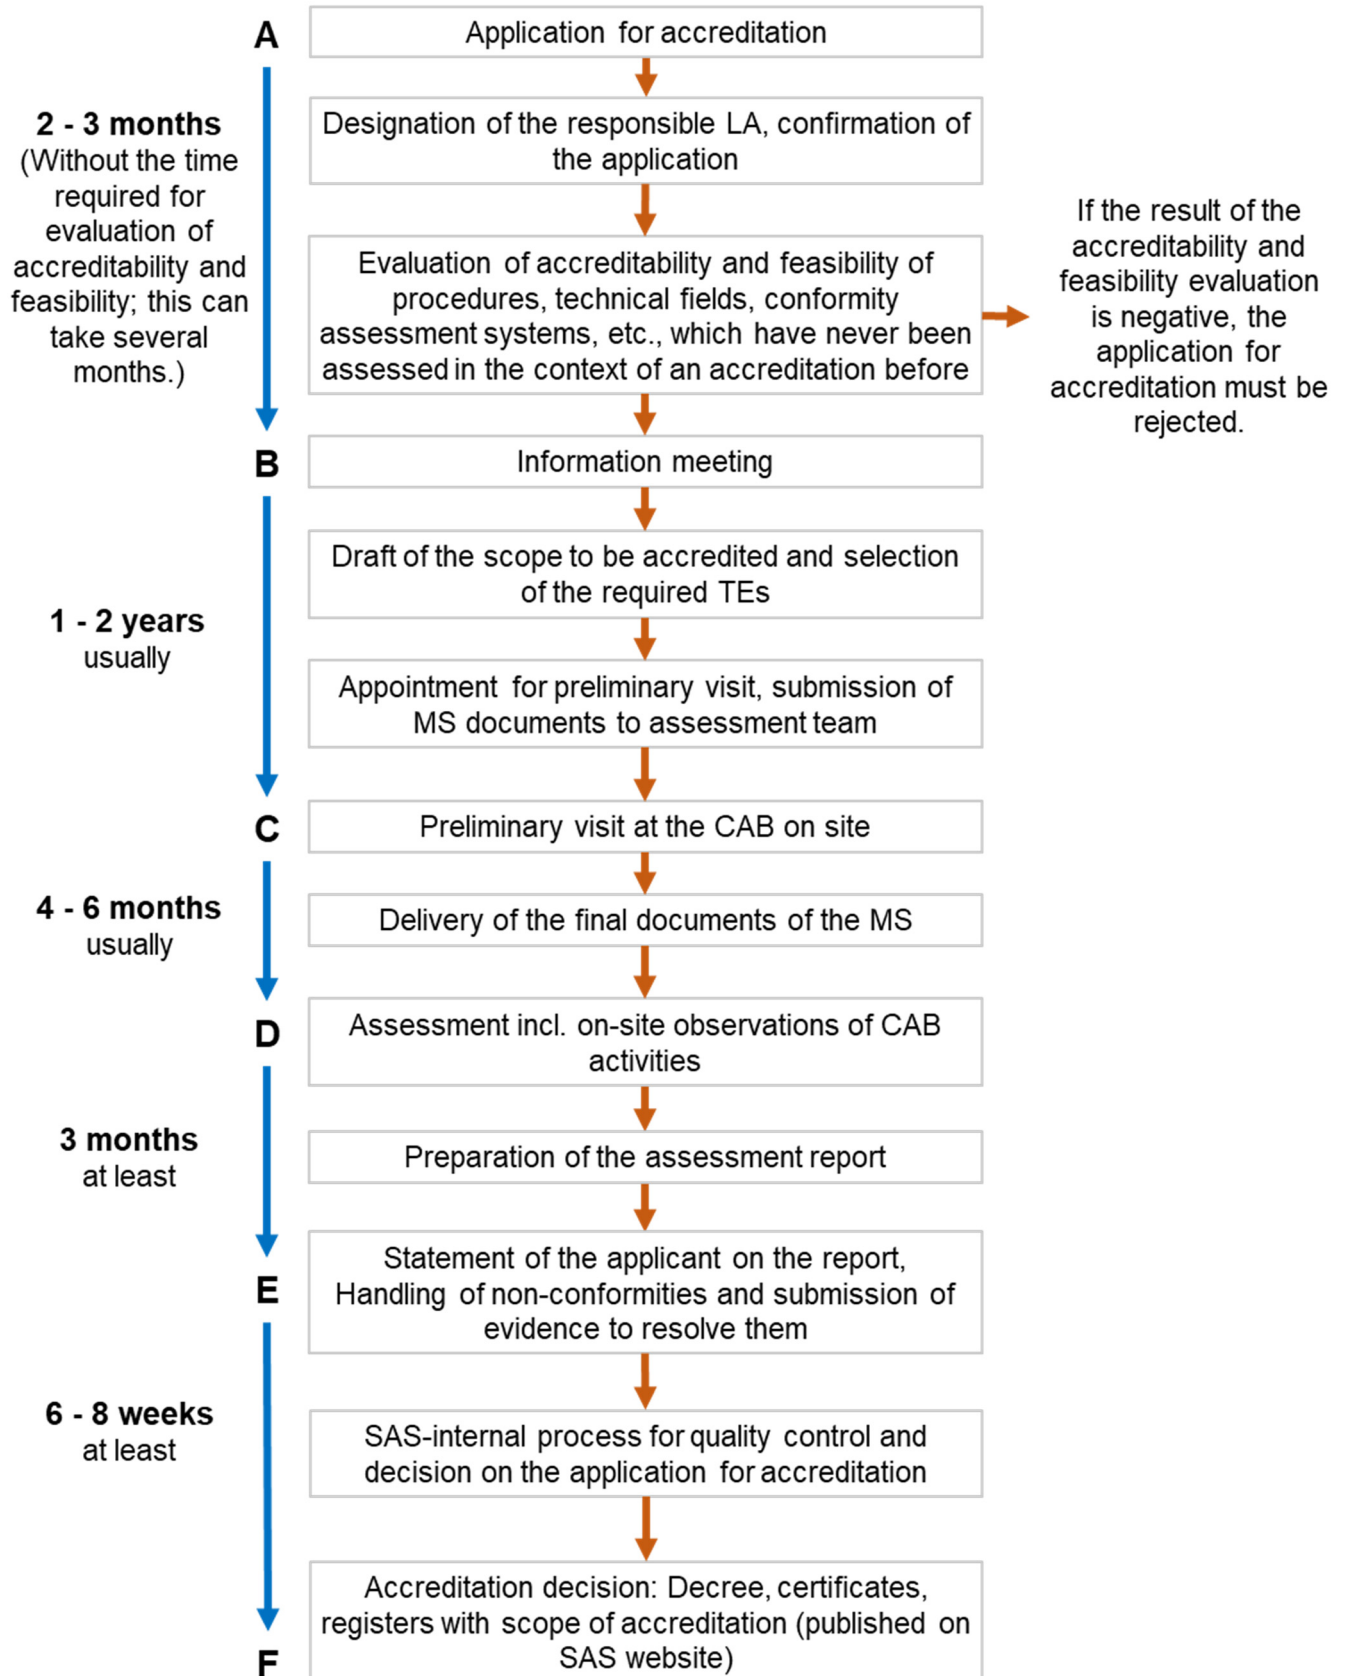 A
Application for accreditation
2 - 3 months
(Without the time
required for
evaluation of
accreditability and
feasibility; this can
take several
months.)
Designation of the responsible LA, confirmation of
the application
Evaluation of accreditability and feasibility of
procedures, technical fields, conformity
assessment systems, etc., which have never been
assessed in the context of an accreditation before
If the result of the
accreditability and
feasibility evaluation
is negative, the
application for
accreditation must be
rejected.
B
Information meeting
1 - 2 years
usually
Draft of the scope to be accredited and selection
of the required TEs
Appointment for preliminary visit, submission of
MS documents to assessment team
C
Preliminary visit at the CAB on site
4 - 6 months
usually
Delivery of the final documents of the MS
D
Assessment incl. on-site observations of CAB
activities
3 months
at least
Preparation of the assessment report
E
Statement of the applicant on the report,
Handling of non-conformities and submission of
evidence to resolve them
6 - 8 weeks
at least
SAS-internal process for quality control and
decision on the application for accreditation
F
Accreditation decision: Decree, certificates,
registers with scope of accreditation (published on
SAS website)